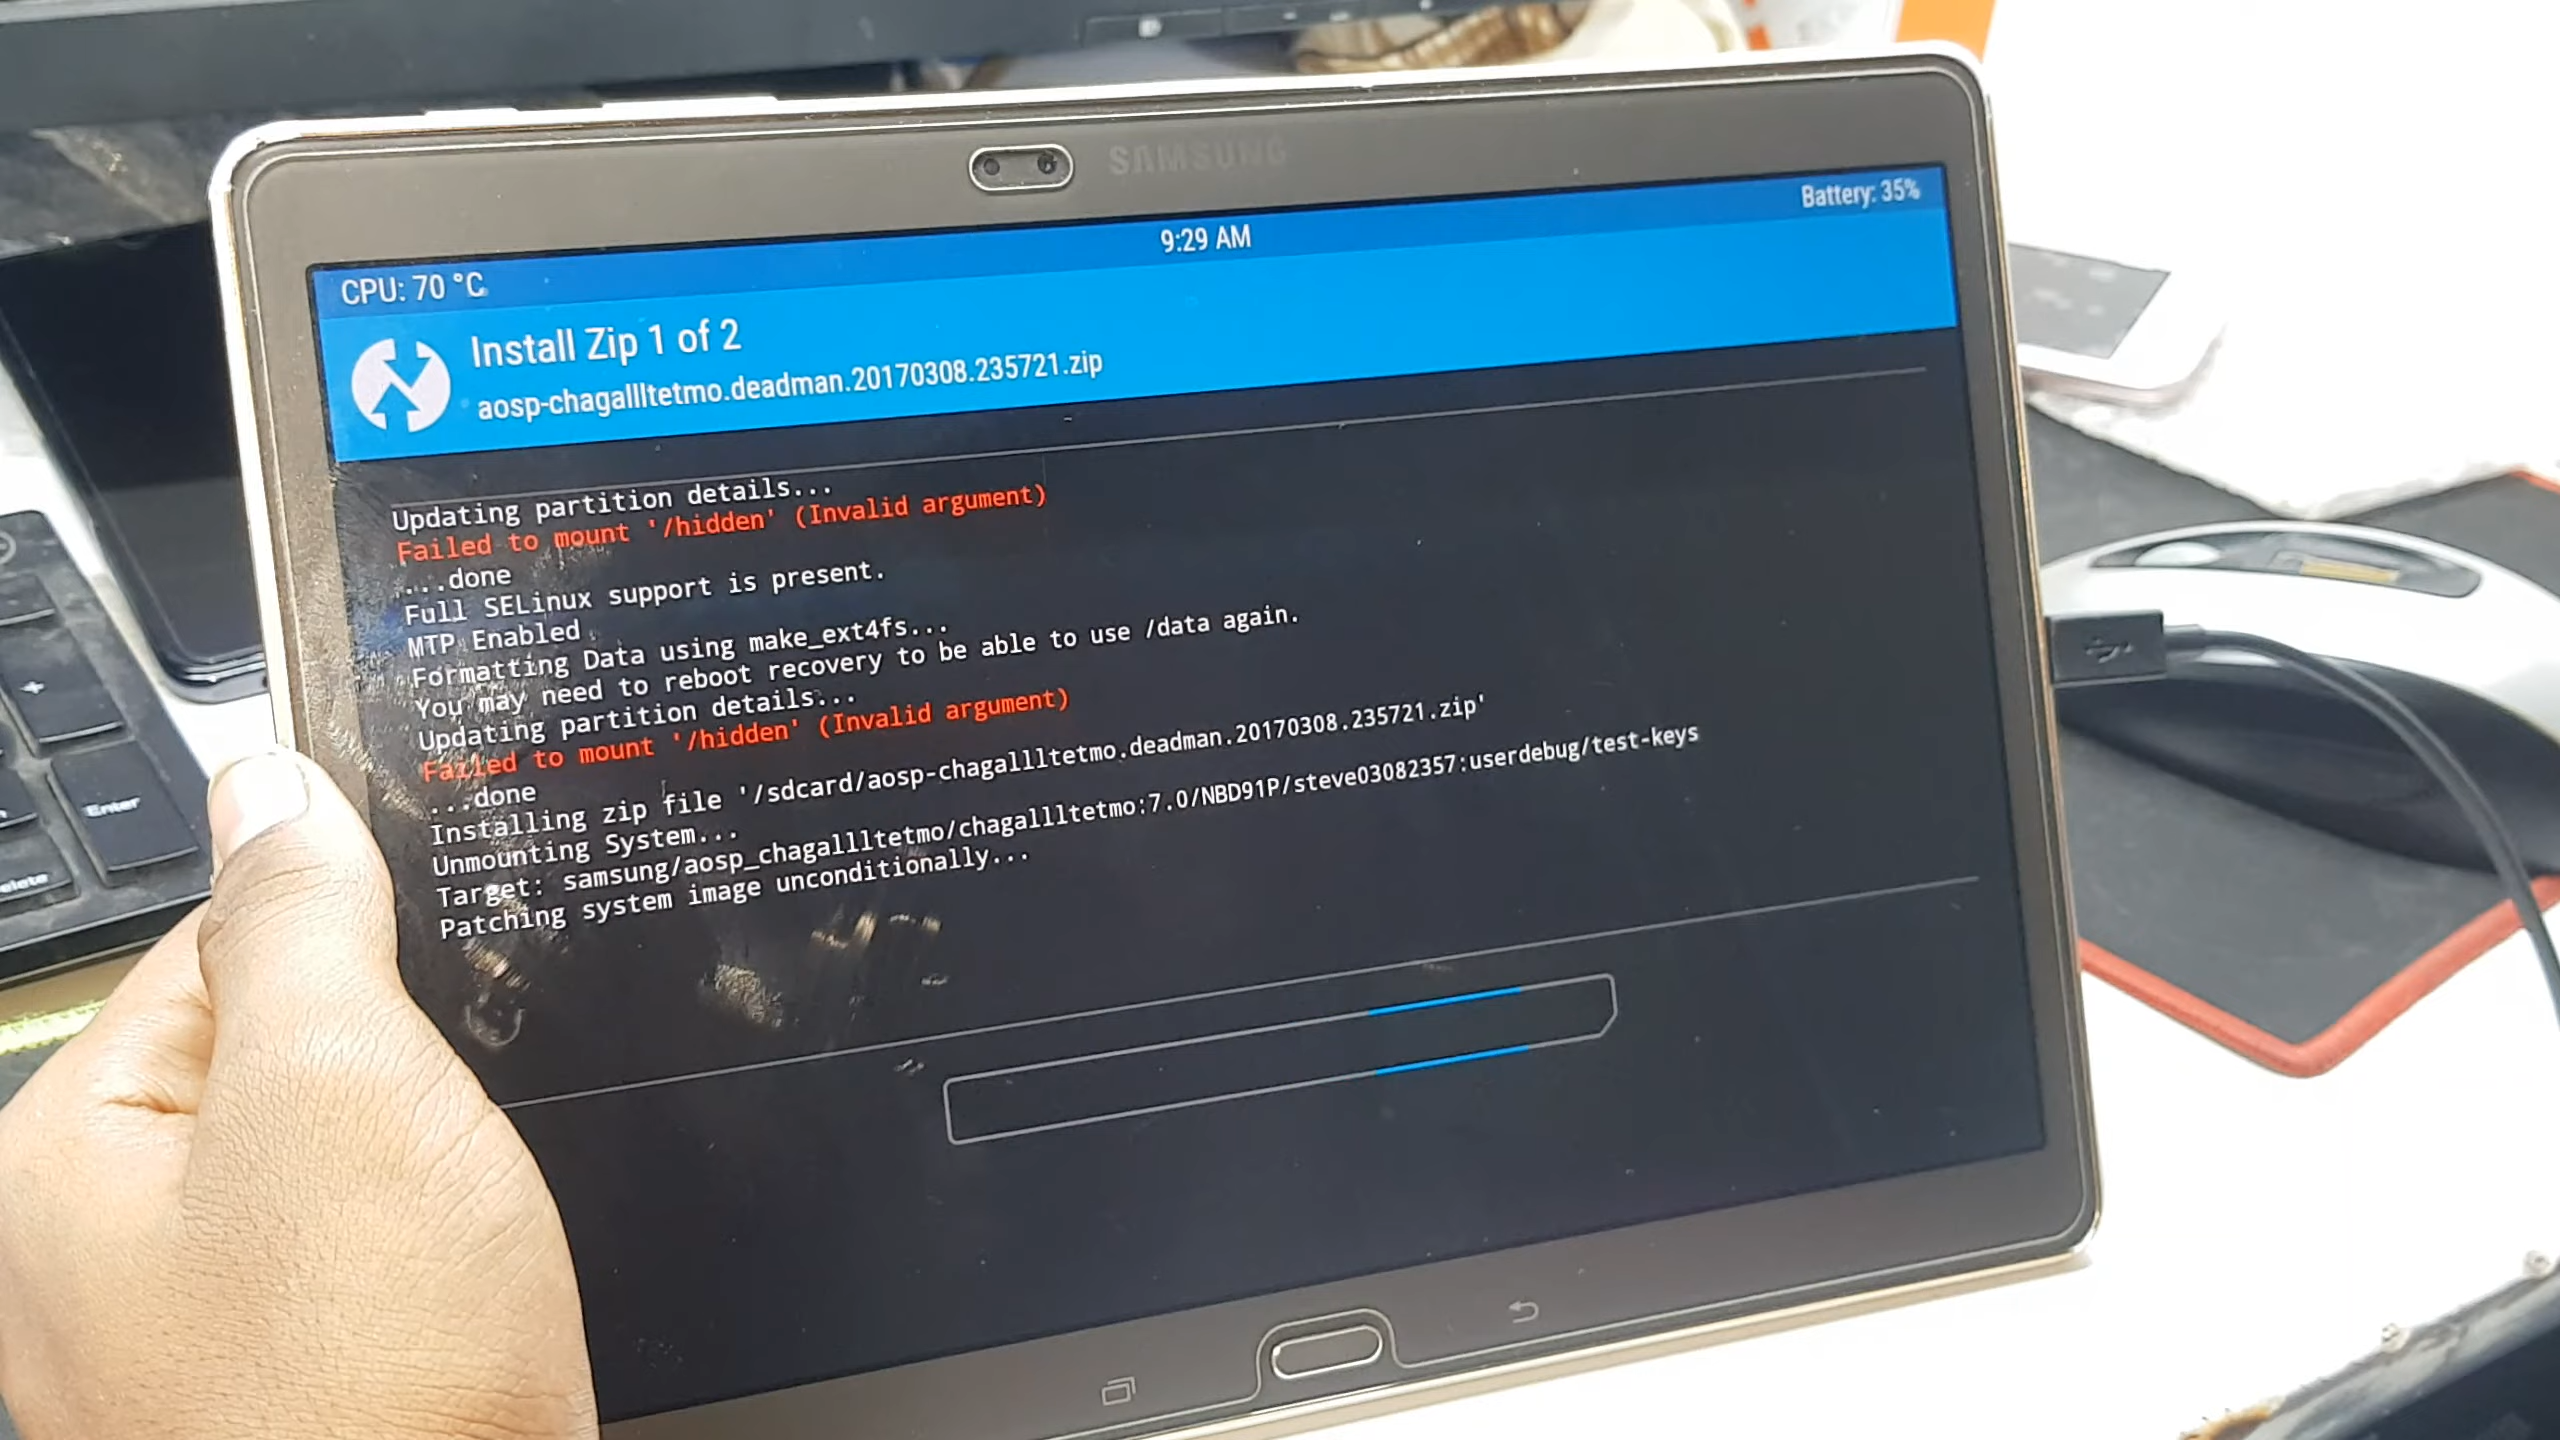 SAMSUNG
CPU: 70 °C
9:29 AM
Battery: 35%
Install Zip 1 of 2
aosp-chagallltetmo.deadman.20170308.235721.zip
Updating partition details...
Failed to mount '/hidden' (Invalid argument)
...done
Full SELinux support is present.
MTP Enabled
Formatting Data using make_ext4fs...
You may need to reboot recovery to be able to use /data again.
Updating partition details...
Failed to mount '/hidden' (Invalid argument)
...done
Installing zip file '/sdcard/aosp-chagallltetmo.deadman.20170308.235721.zip'
Unmounting System...
Target: samsung/aosp_chagallltetmo/chagallltetmo:7.0/NBD91P/steve03082357:userdebug/test-keys
Patching system image unconditionally...
+
Enter
elete